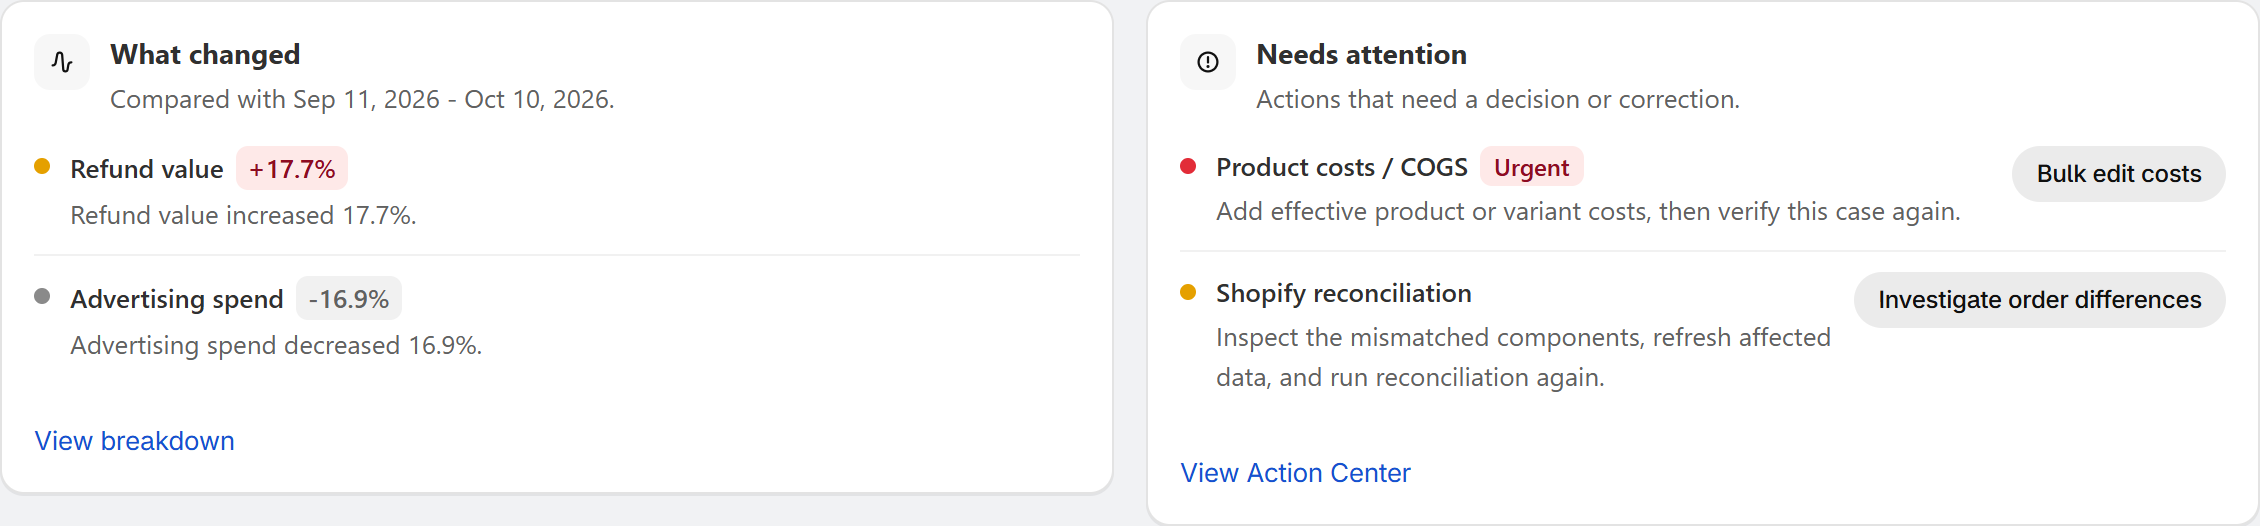 What changed
Compared with Sep 11, 2026 - Oct 10, 2026.
Refund value +17.7%
Refund value increased 17.7%.
Advertising spend -16.9%
Advertising spend decreased 16.9%.
View breakdown
Needs attention
Actions that need a decision or correction.
Product costs / COGS Urgent
Bulk edit costs
Add effective product or variant costs, then verify this case again.
Shopify reconciliation
Investigate order differences
Inspect the mismatched components, refresh affected
data, and run reconciliation again.
View Action Center